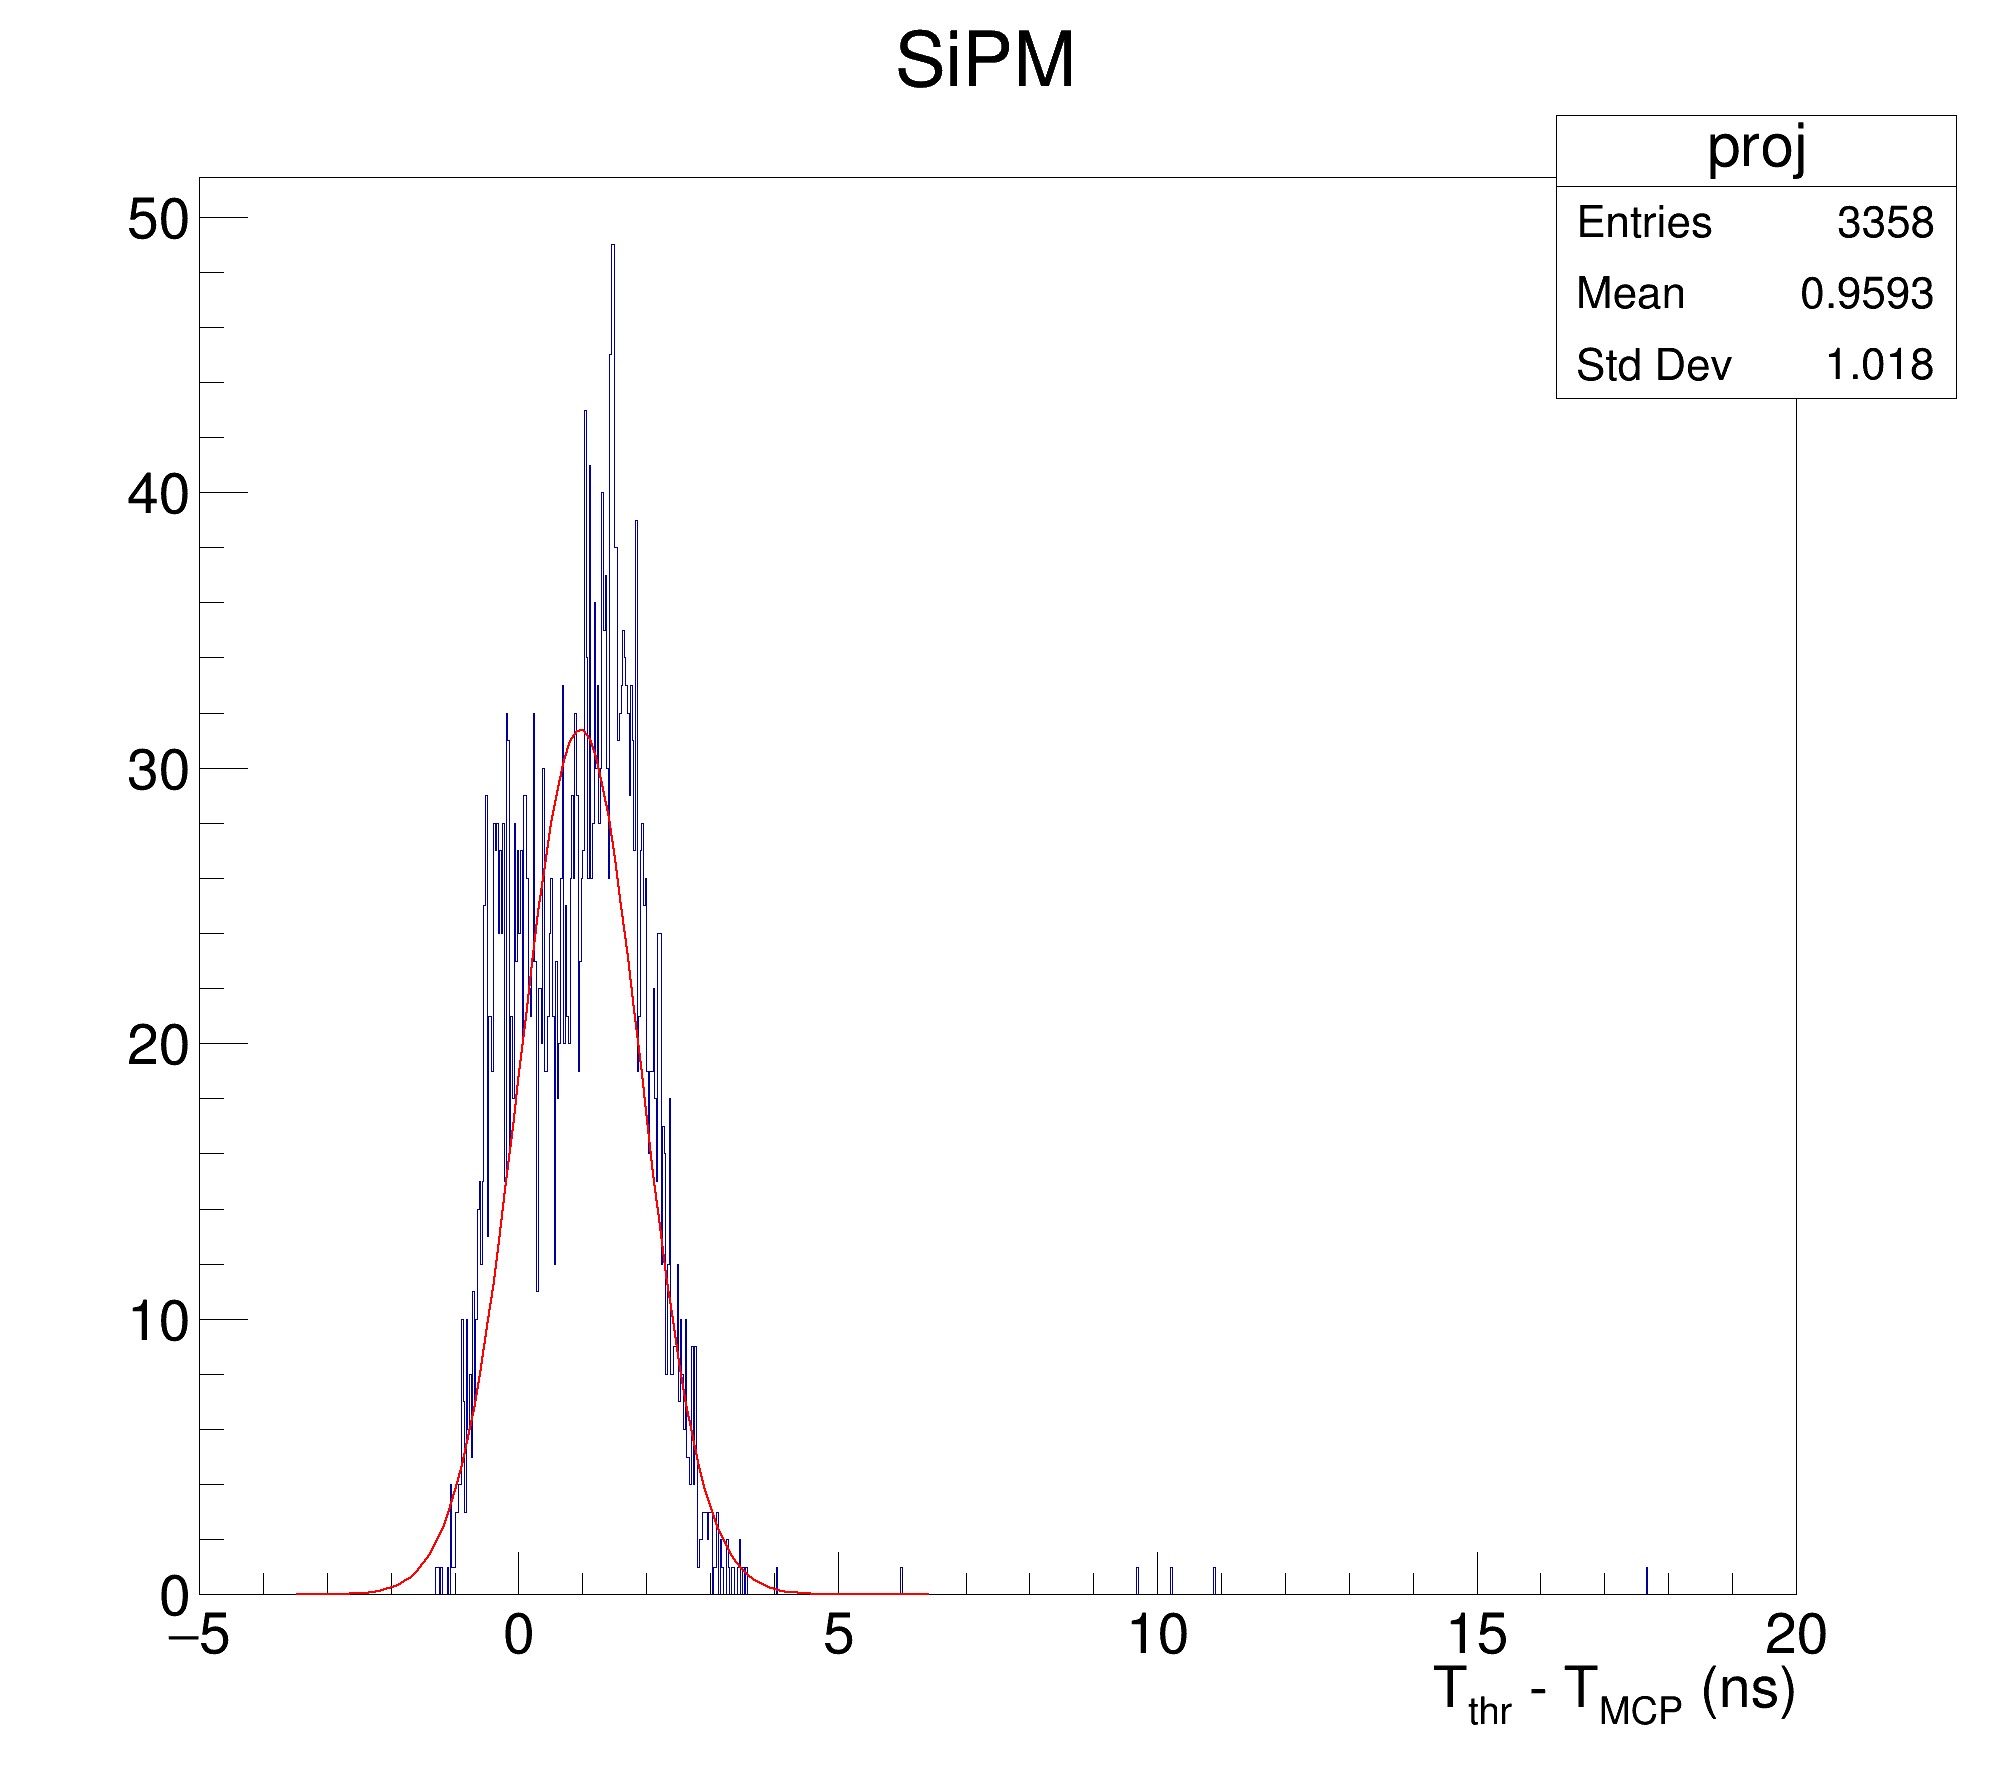 SiPM
proj
Entries 3358
Mean 0.9593
Std Dev 1.018
50
40
30
20
10
0
−5 0 5 10 15 20
T_thr - T_MCP (ns)